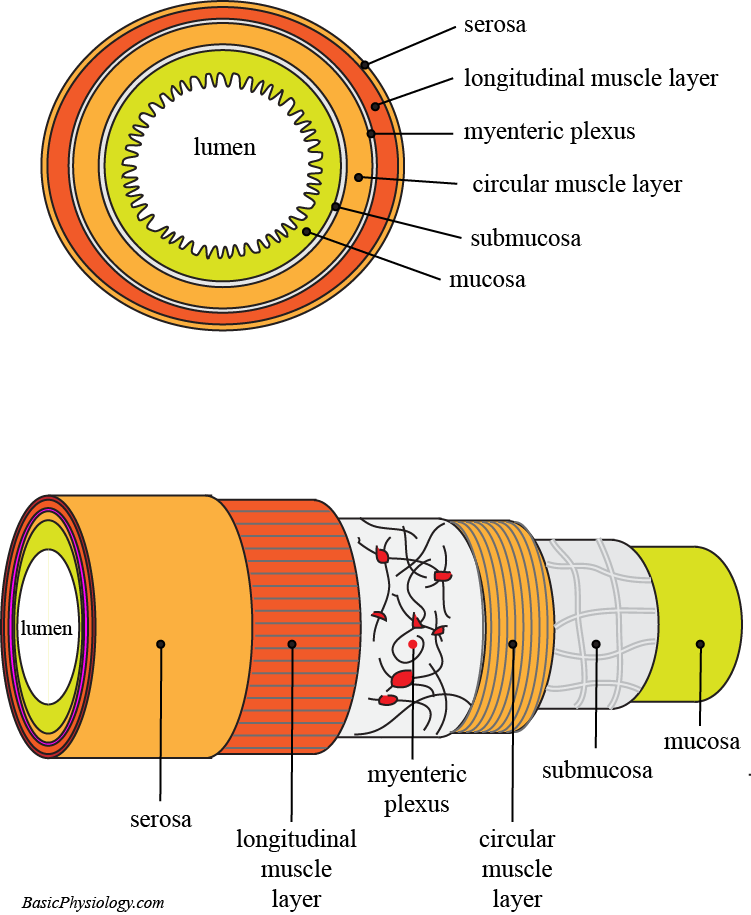 serosa
longitudinal muscle layer
lumen
myenteric plexus
circular muscle layer
submucosa
mucosa
lumen
serosa
longitudinal
muscle
layer
myenteric
plexus
circular
muscle
layer
submucosa
mucosa
.
BasicPhysiology.com